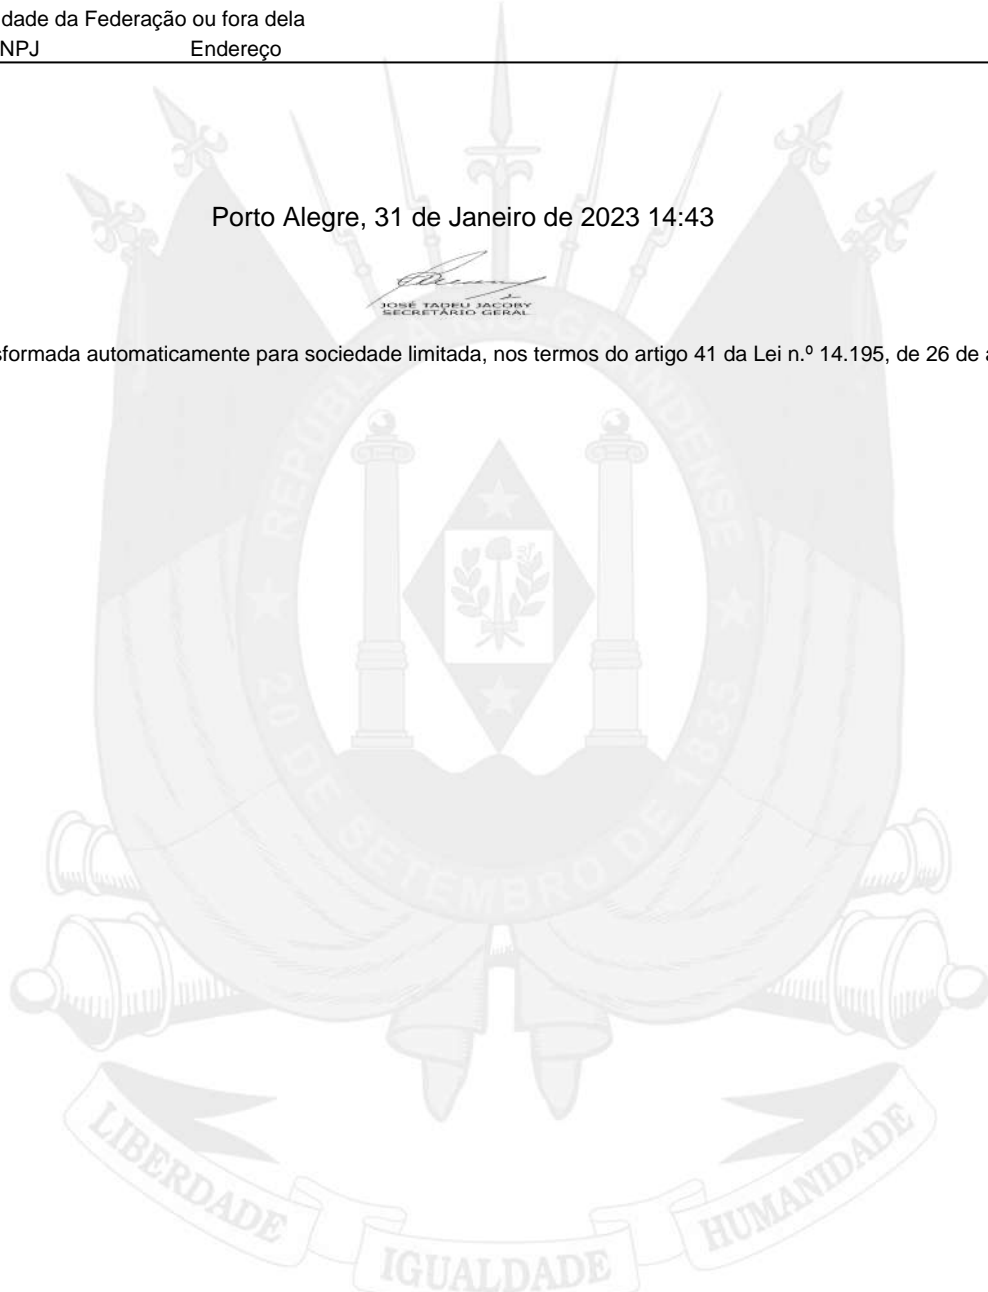 dade da Federação ou fora dela
NPJ Endereço
Porto Alegre, 31 de Janeiro de 2023 14:43
JOSÉ TADEU JACOBY
SECRETÁRIO GERAL
sformada automaticamente para sociedade limitada, nos termos do artigo 41 da Lei n.º 14.195, de 26 de a
REPÚBLICA RIO-GRANDENSE
20 DE SETEMBRO DE 1835
LIBERDADE
IGUALDADE
HUMANIDADE